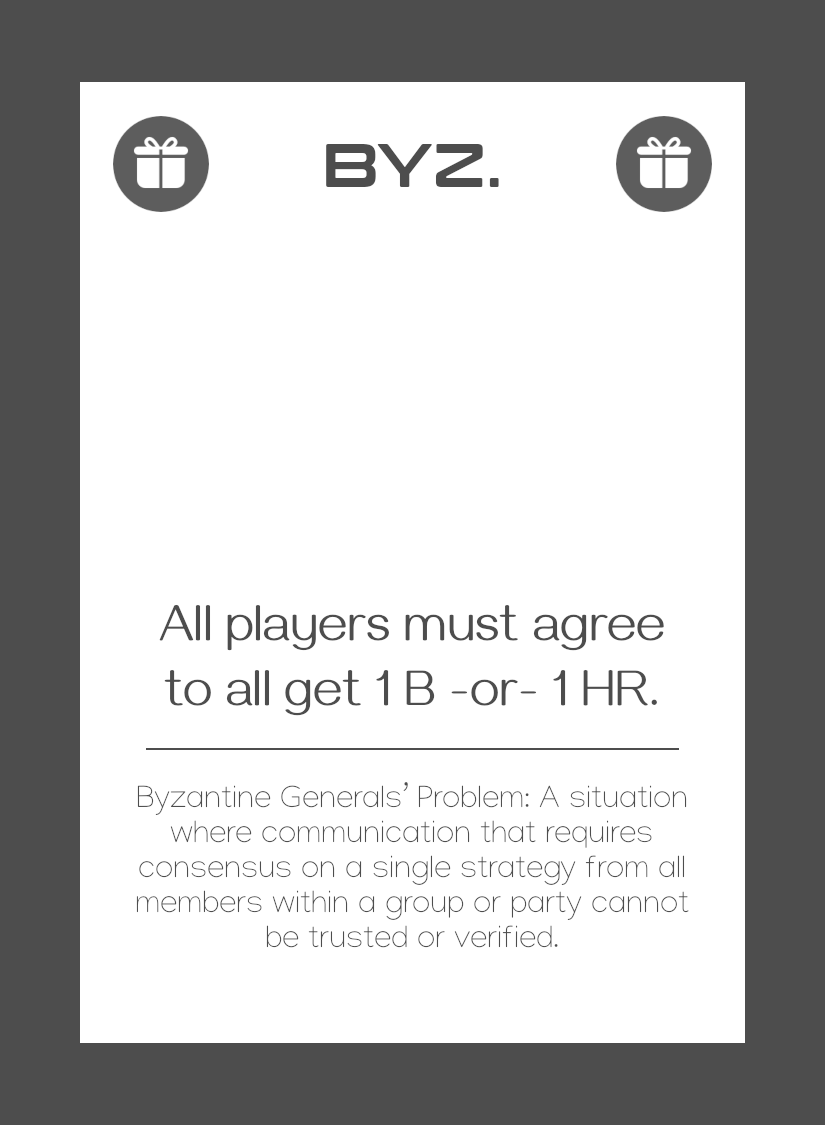 BYZ.
All players must agree
to all get 1 B -or- 1 HR.
Byzantine Generals’ Problem: A situation
where communication that requires
consensus on a single strategy from all
members within a group or party cannot
be trusted or verified.